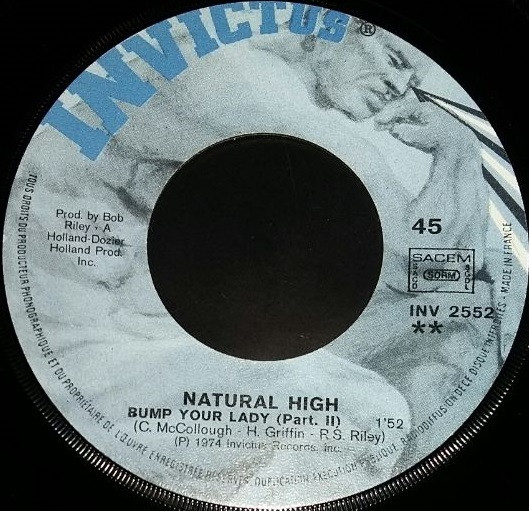 INVICTUS®
Prod. by Bob
Riley - A
Holland-Dozier
Holland Prod.
Inc.
45
SACEM
SACD
SDRM
SGDL
INV 2552
**
NATURAL HIGH
BUMP YOUR LADY (Part. II) 1'52
(C. McCollough - H. Griffin - R.S. Riley)
(P) 1974 Invictus Records, Inc.
TOUS DROITS DU PRODUCTEUR PHONOGRAPHIQUE ET DU PROPRIÉTAIRE DE L'ŒUVRE ENREGISTRÉE RÉSERVÉS. DUPLICATION, EXÉCUTION PUBLIQUE, RADIODIFFUSION DE CE DISQUE INTERDITES - MADE IN FRANCE